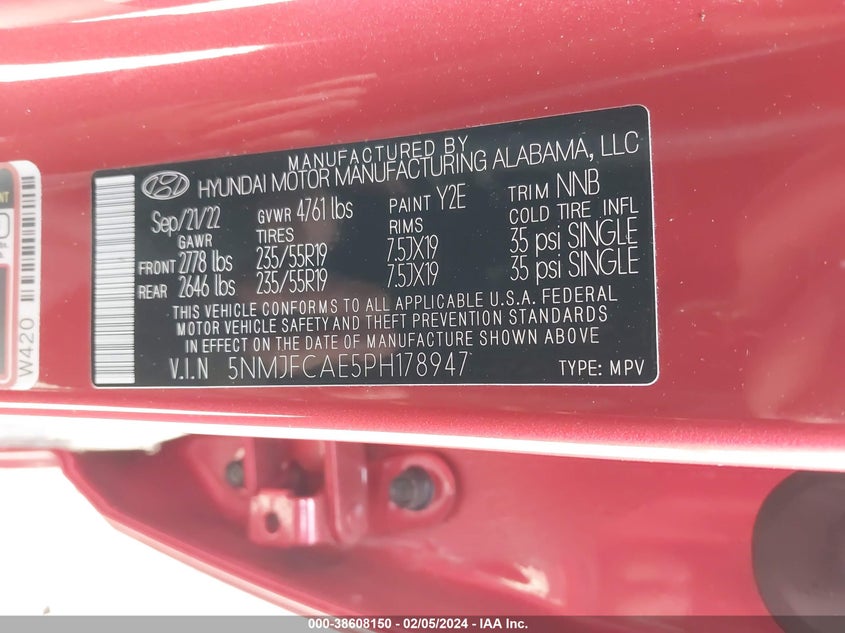 MANUFACTURED BY
HYUNDAI MOTOR MANUFACTURING ALABAMA, LLC
Sep/21/22 GVWR 4761 lbs PAINT Y2E TRIM NNB
GAWR TIRES RIMS COLD TIRE INFL
FRONT 2778 lbs 235/55R19 7.5JX19 35 psi SINGLE
REAR 2646 lbs 235/55R19 7.5JX19 35 psi SINGLE
THIS VEHICLE CONFORMS TO ALL APPLICABLE U.S.A. FEDERAL
MOTOR VEHICLE SAFETY AND THEFT PREVENTION STANDARDS
IN EFFECT ON THE DATE OF MANUFACTURE SHOWN ABOVE
V.I.N 5NMJFCAE5PH178947 TYPE: MPV
W420
000-38608150 - 02/05/2024 - IAA Inc.